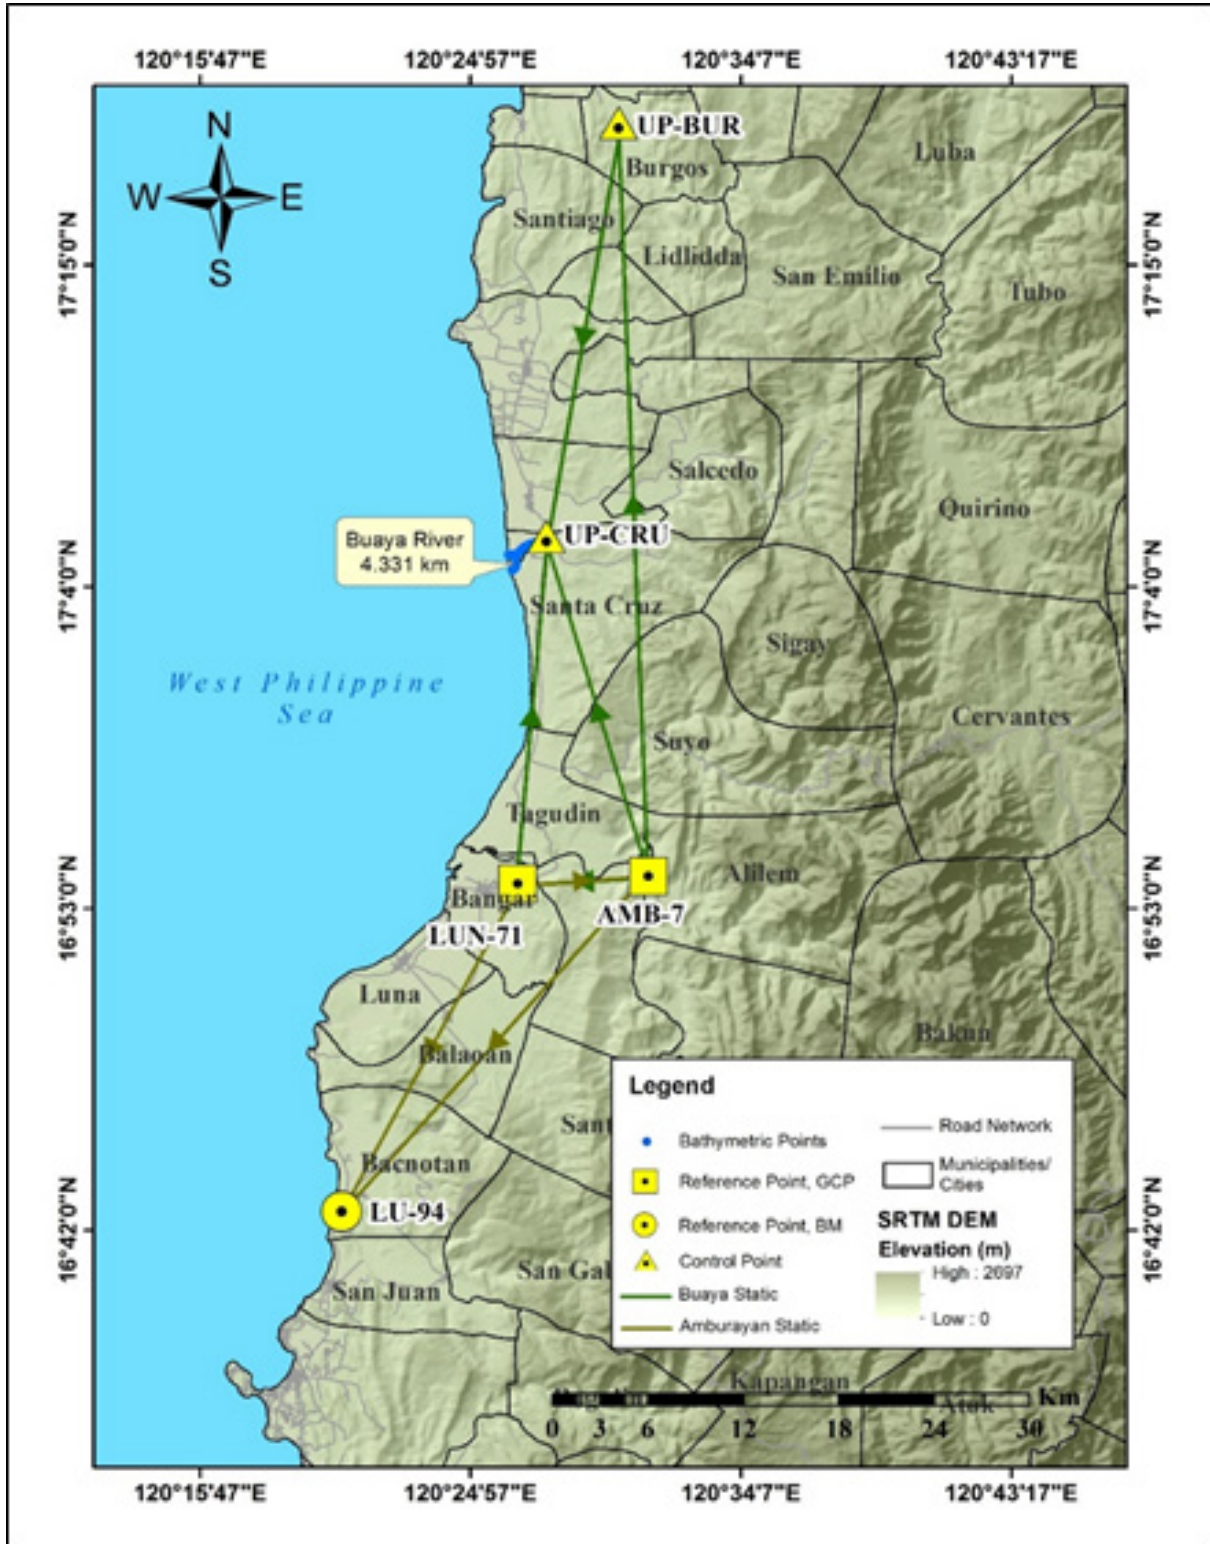 120°15'47"E 120°24'57"E 120°34'7"E 120°43'17"E
N
W E
S
UP-BUR
Burgos
Luba
Santiago
Lidlidda
San Emilio
Tubo
17°15'0"N 17°15'0"N
Salcedo
Quirino
UP-CRU
Buaya River
4.331 km
17°4'0"N 17°4'0"N
Santa Cruz
Sigay
West Philippine
Sea
Cervantes
Suyo
Tagudin
Alilem
Bangar
AMB-7
LUN-71
16°53'0"N 16°53'0"N
Luna
Bakun
Balaoan
Legend
Bathymetric Points
Reference Point, GCP
Reference Point, BM
Control Point
Buaya Static
Amburayan Static
Road Network
Municipalities/
Cities
SRTM DEM
Elevation (m)
High : 2697
Low : 0
Sant
Bacnotan
LU-94
16°42'0"N 16°42'0"N
San Gab
San Juan
Kapangan
Atok
Km
0 3 6 12 18 24 30
120°15'47"E 120°24'57"E 120°34'7"E 120°43'17"E